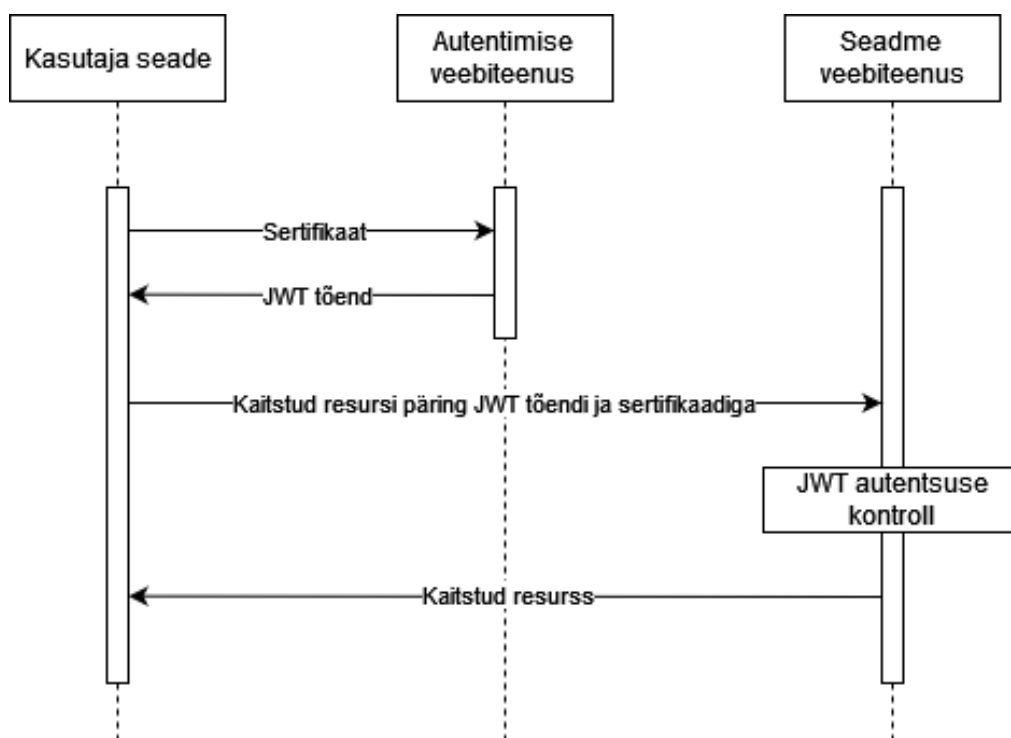 Kasutaja seade
Autentimise
veebiteenus
Seadme
veebiteenus
Sertifikaat
JWT tõend
Kaitstud resursi päring JWT tõendi ja sertifikaadiga
JWT autentsuse
kontroll
Kaitstud resurss